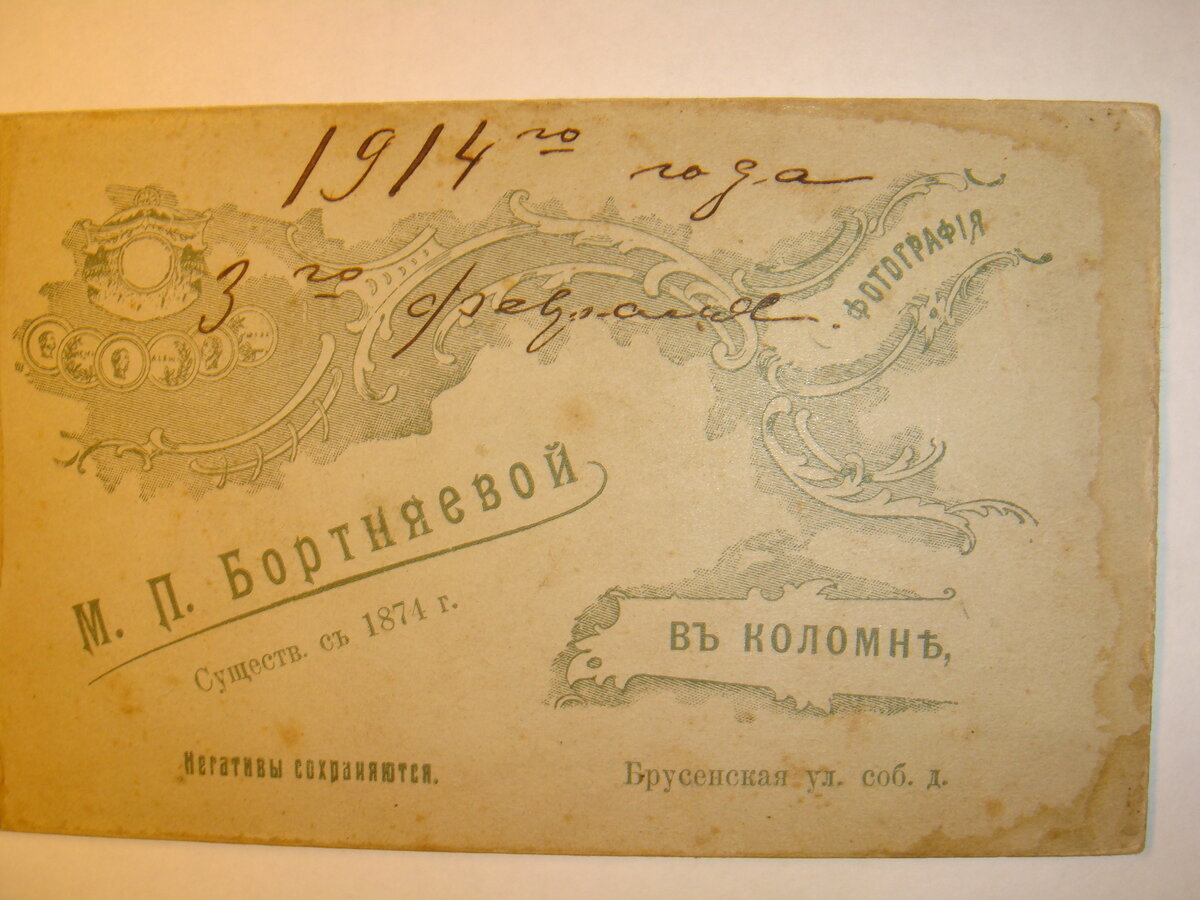 1914го года
3го февраля.
ФОТОГРАФІЯ
М. П. Бортняевой
Существ. съ 1874 г.
ВЪ КОЛОМНѢ,
Негативы сохраняются.
Брусенская ул. соб. д.